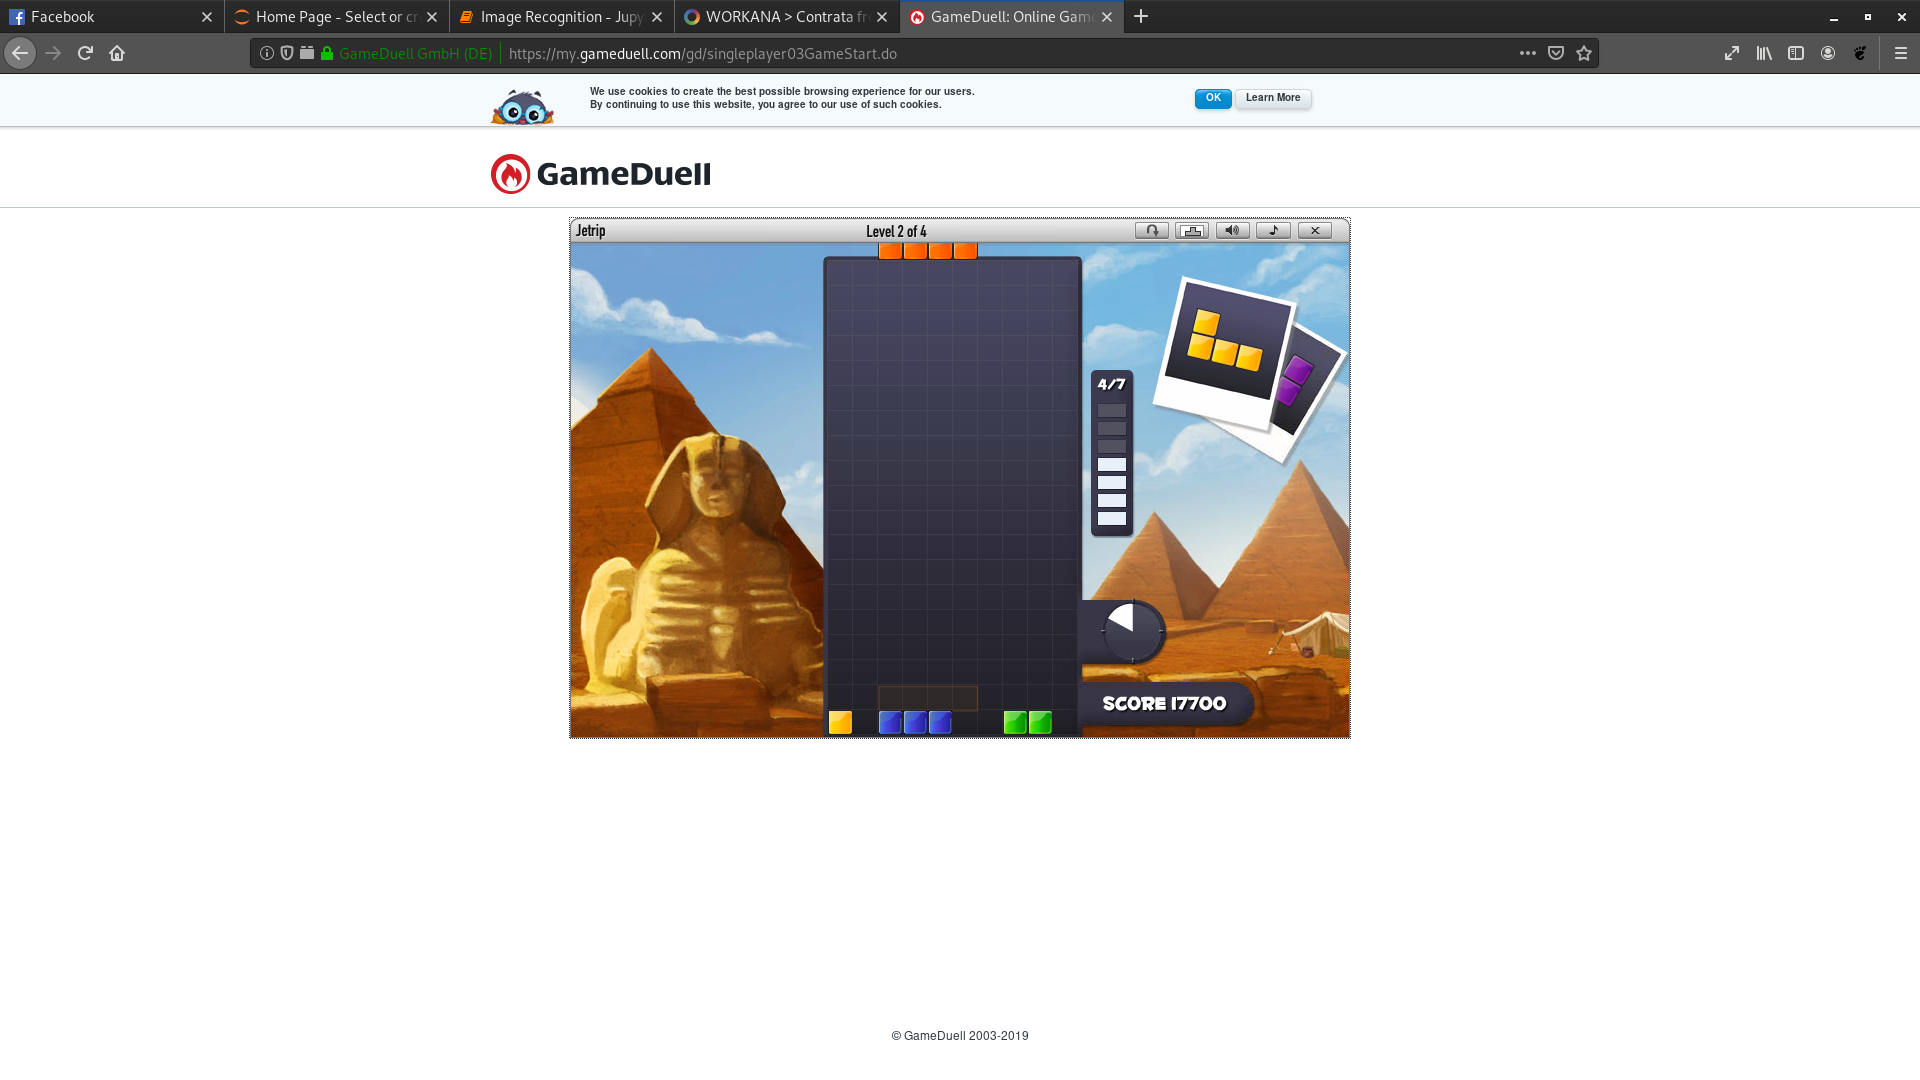 Facebook
Home Page - Select or cr
Image Recognition - Jupy
WORKANA > Contrata fr
GameDuell: Online Game
GameDuell GmbH (DE)
https://my.gameduell.com/gd/singleplayer03GameStart.do
We use cookies to create the best possible browsing experience for our users.
By continuing to use this website, you agree to our use of such cookies.
OK
Learn More
GameDuell
Jetrip
Level 2 of 4
4/7
SCORE 17700
© GameDuell 2003-2019